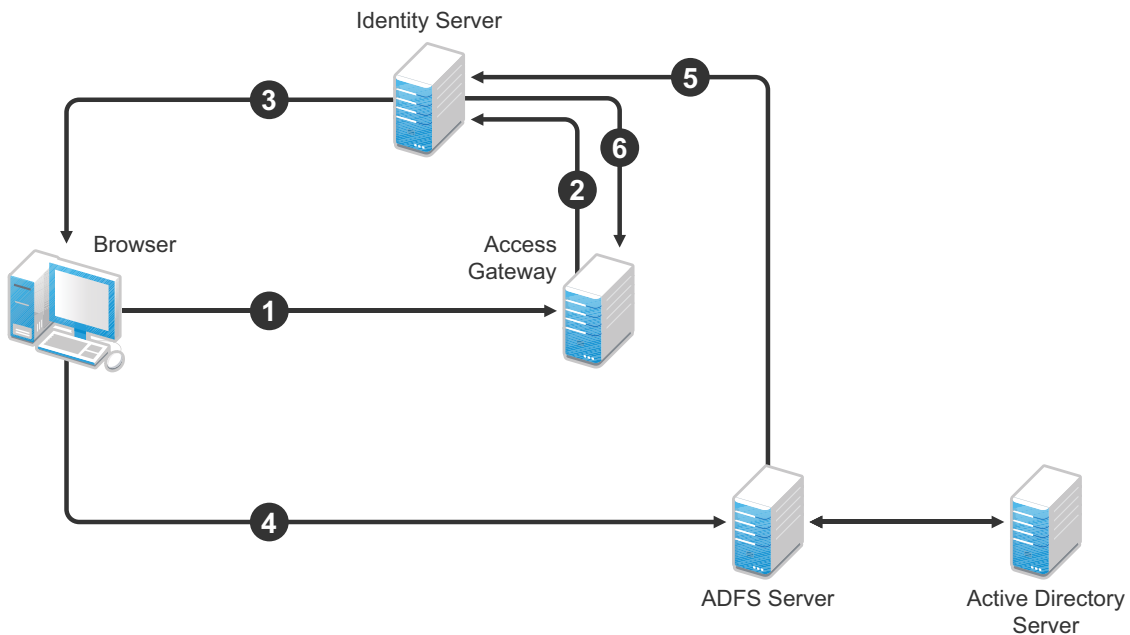 Identity Server
5
3
6
2
Browser
Access
Gateway
1
4
ADFS Server
Active Directory
Server